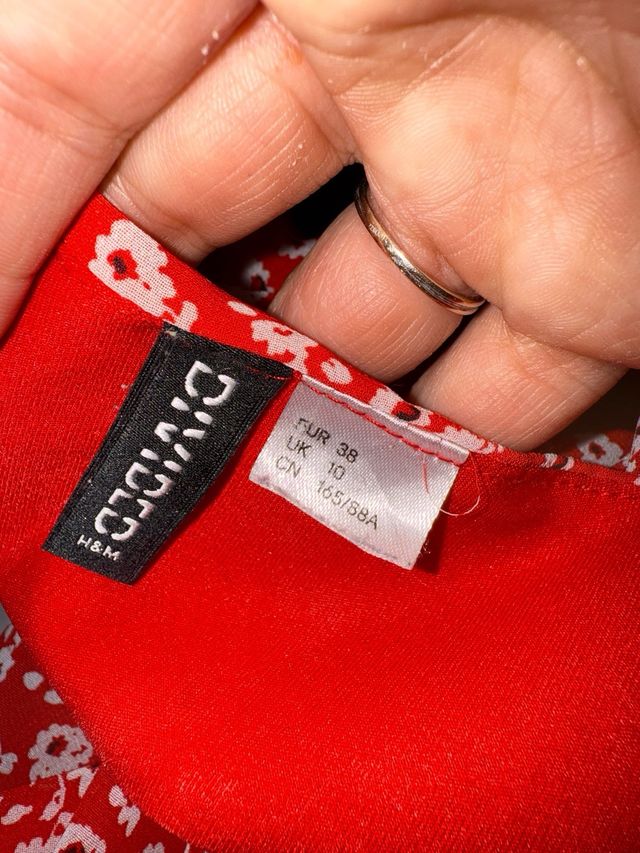 DIVIDED
H&M
EUR 38
UK 10
CN 165/88A